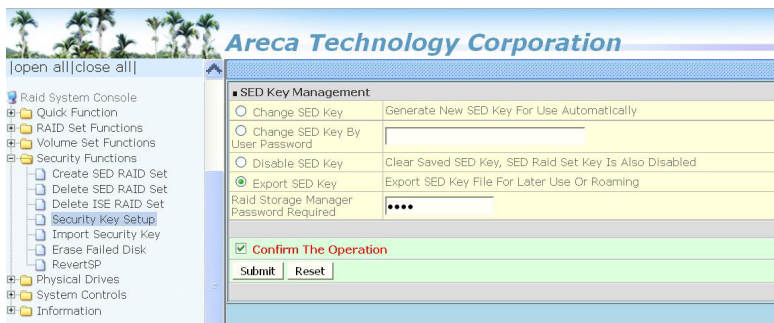 Areca Technology Corporation
|open all|close all|
Raid System Console
Quick Function
RAID Set Functions
Volume Set Functions
Security Functions
Create SED RAID Set
Delete SED RAID Set
Delete ISE RAID Set
Security Key Setup
Import Security Key
Erase Failed Disk
RevertSP
Physical Drives
System Controls
Information
SED Key Management
Change SED Key Generate New SED Key For Use Automatically
Change SED Key By
User Password
Disable SED Key Clear Saved SED Key, SED Raid Set Key Is Also Disabled
Export SED Key Export SED Key File For Later Use Or Roaming
Raid Storage Manager
Password Required ••••
Confirm The Operation
Submit Reset